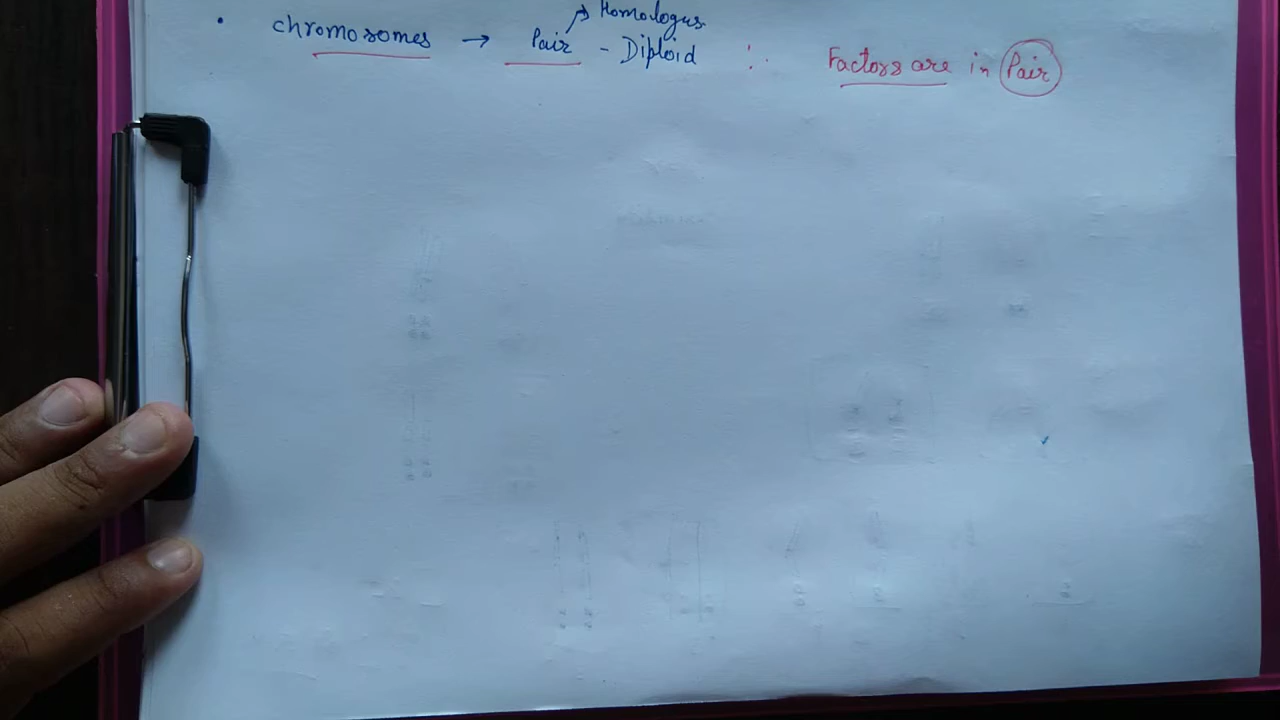 Homologus
• chromosomes → Pair - Diploid ∴ Factors are in Pair